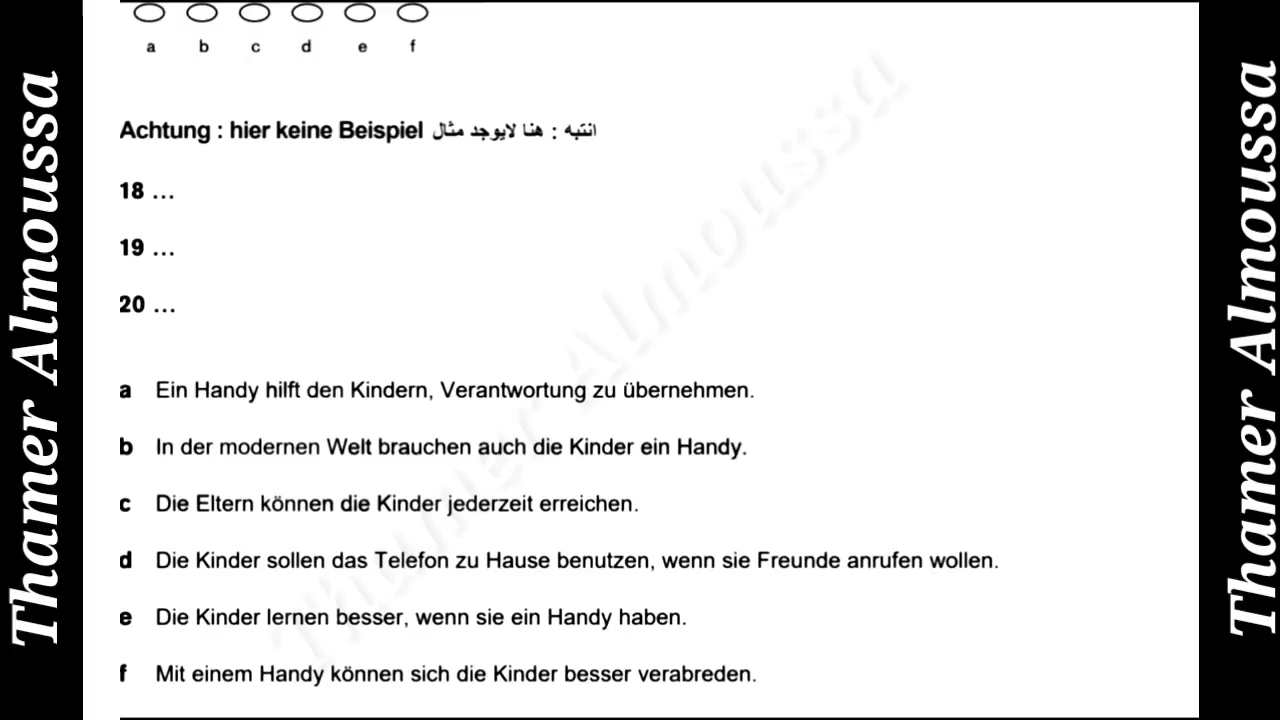 a b c d e f
Achtung : hier keine Beispiel انتبه : هنا لايوجد مثال
18 ...
19 ...
20 ...
a Ein Handy hilft den Kindern, Verantwortung zu übernehmen.
b In der modernen Welt brauchen auch die Kinder ein Handy.
c Die Eltern können die Kinder jederzeit erreichen.
d Die Kinder sollen das Telefon zu Hause benutzen, wenn sie Freunde anrufen wollen.
e Die Kinder lernen besser, wenn sie ein Handy haben.
f Mit einem Handy können sich die Kinder besser verabreden.
Thamer Almoussa
Thamer Almoussa
Thamer Almoussa